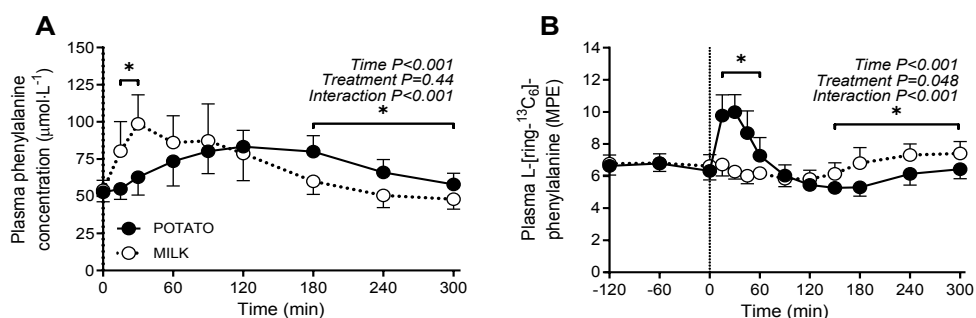 A
Plasma phenylalanine
concentration (µmol·L⁻¹)
150
125
100
75
50
25
0
*
Time P<0.001
Treatment P=0.44
Interaction P<0.001
*
POTATO
MILK
0
60
120
180
240
300
Time (min)
B
Plasma L-[ring-¹³C₆]-
phenylalanine (MPE)
14
12
10
8
6
4
2
0
*
Time P<0.001
Treatment P=0.048
Interaction P<0.001
*
-120
-60
0
60
120
180
240
300
Time (min)